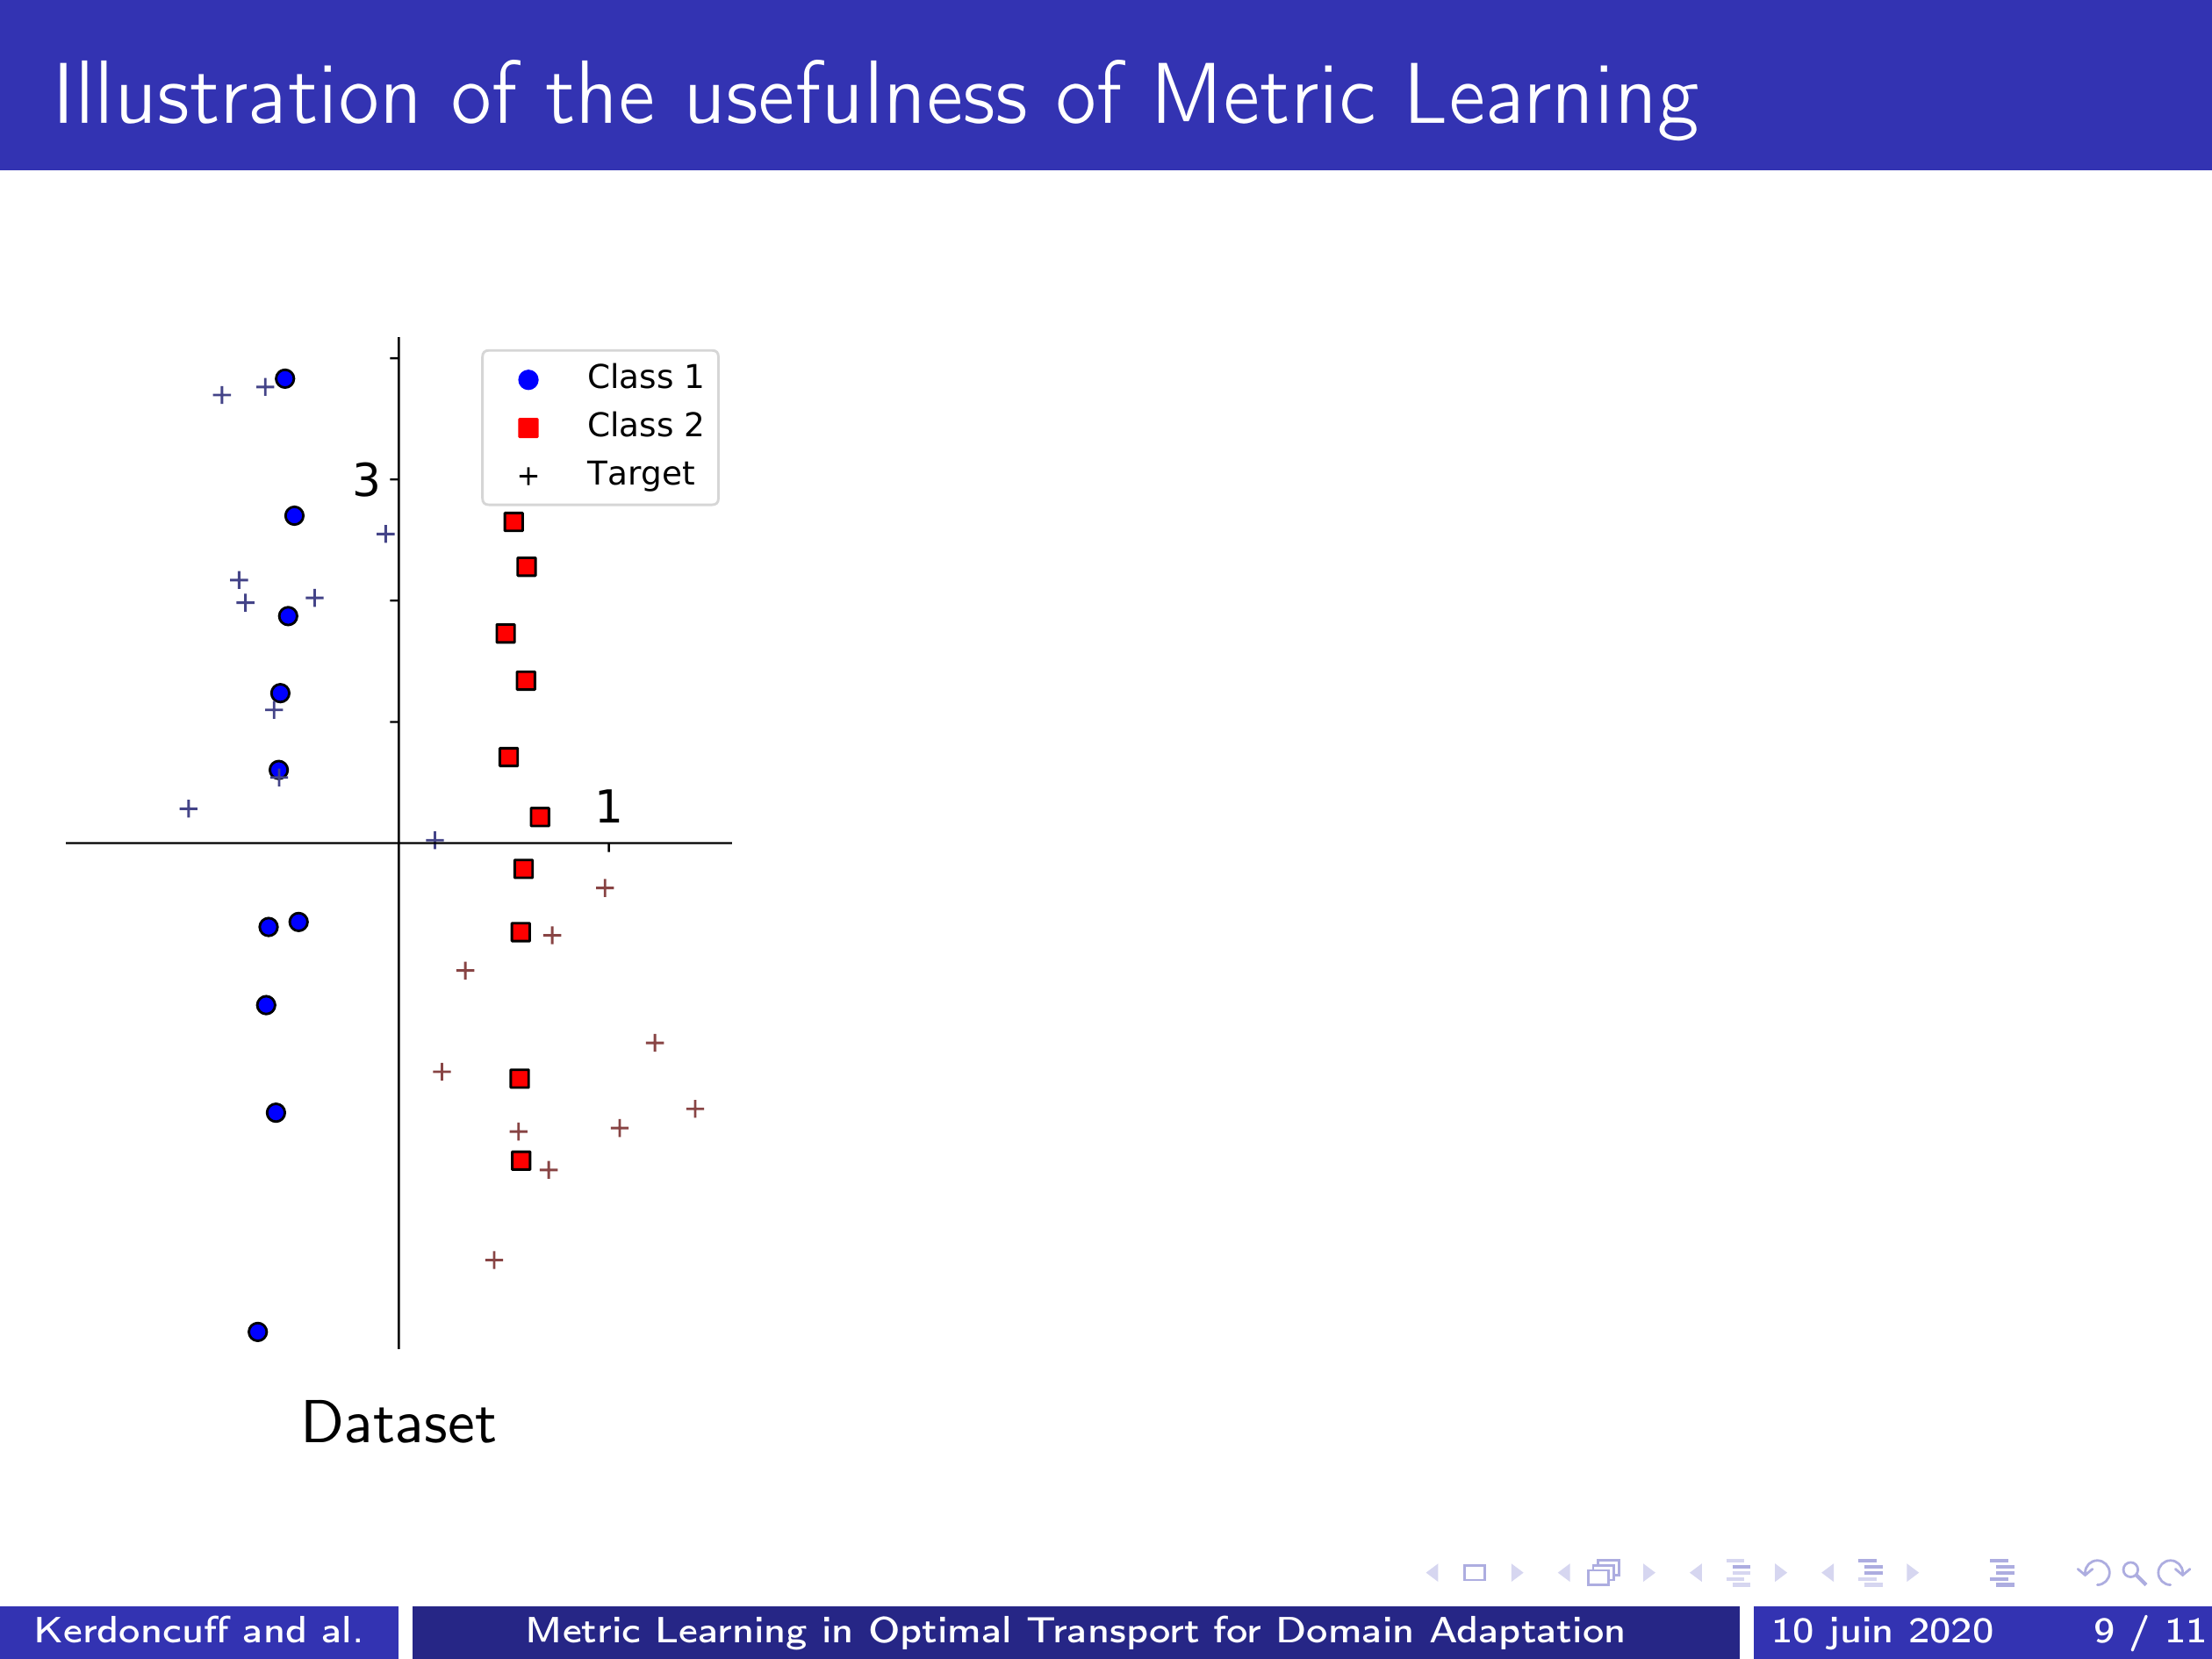 Illustration of the usefulness of Metric Learning
Class 1
Class 2
Target
3
1
Dataset
Kerdoncuff and al.
Metric Learning in Optimal Transport for Domain Adaptation
10 juin 2020
9 / 11